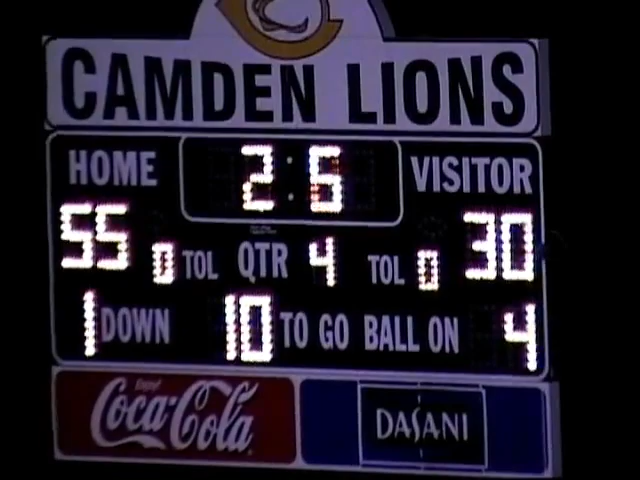 CAMDEN LIONS
HOME 2:5 VISITOR
55 0 TOL QTR 4 TOL 0 30
1 DOWN 10 TO GO BALL ON 4
Enjoy
Coca-Cola DASANI